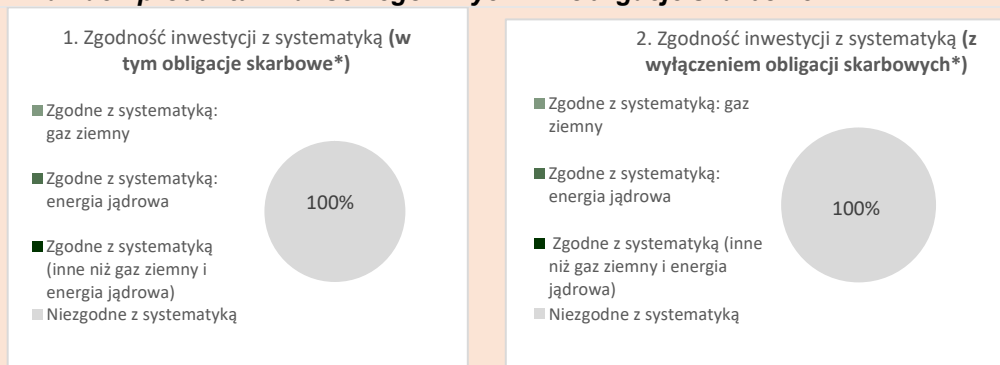 1. Zgodność inwestycji z systematyką (w
tym obligacje skarbowe*)
Zgodne z systematyką:
gaz ziemny
Zgodne z systematyką:
energia jądrowa
Zgodne z systematyką
(inne niż gaz ziemny i
energia jądrowa)
Niezgodne z systematyką
100%
2. Zgodność inwestycji z systematyką (z
wyłączeniem obligacji skarbowych*)
Zgodne z systematyką: gaz
ziemny
Zgodne z systematyką:
energia jądrowa
Zgodne z systematyką (inne
niż gaz ziemny i energia
jądrowa)
Niezgodne z systematyką
100%